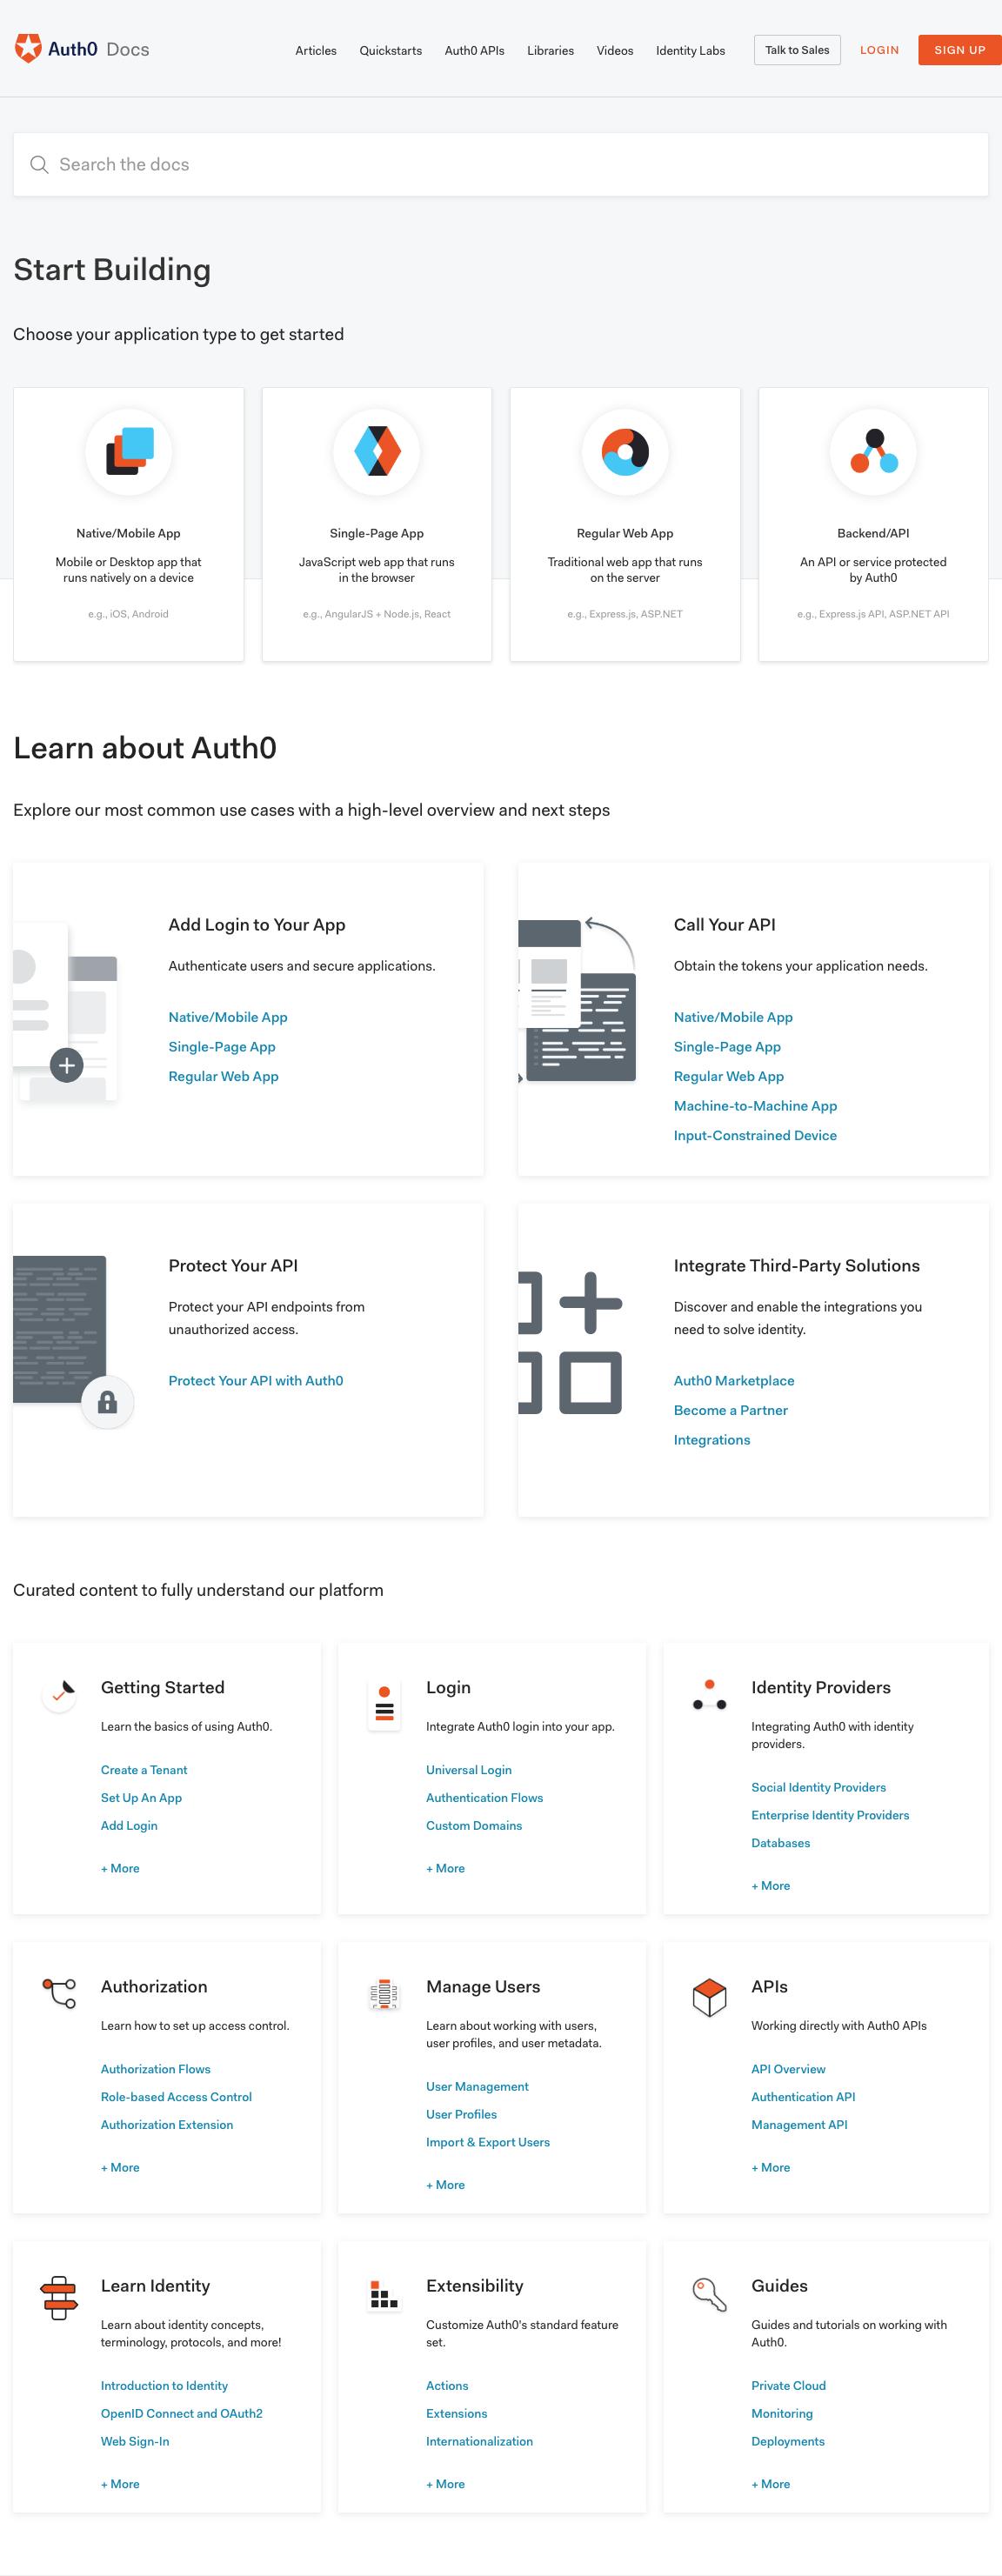 Auth0 Docs
Articles Quickstarts Auth0 APIs Libraries Videos Identity Labs Talk to Sales LOGIN SIGN UP
Search the docs
Start Building
Choose your application type to get started
Native/Mobile App
Mobile or Desktop app that
runs natively on a device
e.g., iOS, Android
Single-Page App
JavaScript web app that runs
in the browser
e.g., AngularJS + Node.js, React
Regular Web App
Traditional web app that runs
on the server
e.g., Express.js, ASP.NET
Backend/API
An API or service protected
by Auth0
e.g., Express.js API, ASP.NET API
Learn about Auth0
Explore our most common use cases with a high-level overview and next steps
Add Login to Your App
Authenticate users and secure applications.
Native/Mobile App
Single-Page App
Regular Web App
Call Your API
Obtain the tokens your application needs.
Native/Mobile App
Single-Page App
Regular Web App
Machine-to-Machine App
Input-Constrained Device
Protect Your API
Protect your API endpoints from
unauthorized access.
Protect Your API with Auth0
Integrate Third-Party Solutions
Discover and enable the integrations you
need to solve identity.
Auth0 Marketplace
Become a Partner
Integrations
Curated content to fully understand our platform
Getting Started
Learn the basics of using Auth0.
Create a Tenant
Set Up An App
Add Login
+ More
Login
Integrate Auth0 login into your app.
Universal Login
Authentication Flows
Custom Domains
+ More
Identity Providers
Integrating Auth0 with identity
providers.
Social Identity Providers
Enterprise Identity Providers
Databases
+ More
Authorization
Learn how to set up access control.
Authorization Flows
Role-based Access Control
Authorization Extension
+ More
Manage Users
Learn about working with users,
user profiles, and user metadata.
User Management
User Profiles
Import & Export Users
+ More
APIs
Working directly with Auth0 APIs
API Overview
Authentication API
Management API
+ More
Learn Identity
Learn about identity concepts,
terminology, protocols, and more!
Introduction to Identity
OpenID Connect and OAuth2
Web Sign-In
+ More
Extensibility
Customize Auth0's standard feature
set.
Actions
Extensions
Internationalization
+ More
Guides
Guides and tutorials on working with
Auth0.
Private Cloud
Monitoring
Deployments
+ More